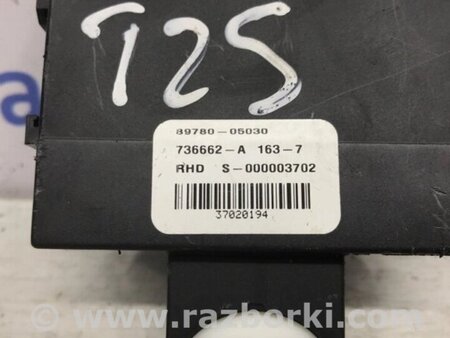 T25
89780-05030
736662-A 163-7
RHD S-000003702
37020194
www.razborki.com